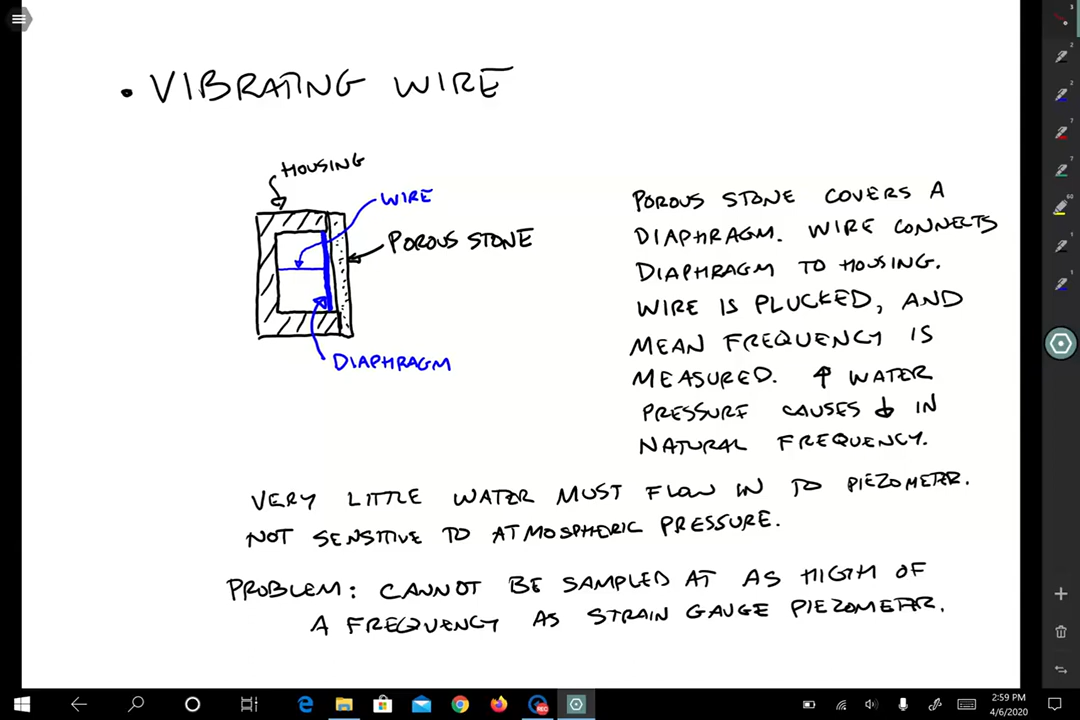 • VIBRATING WIRE
HOUSING
WIRE
POROUS STONE
DIAPHRAGM
POROUS STONE COVERS A
DIAPHRAGM. WIRE CONNECTS
DIAPHRAGM TO HOUSING.
WIRE IS PLUCKED, AND
MEAN FREQUENCY IS
MEASURED. ↑ WATER
PRESSURE CAUSES ↓ IN
NATURAL FREQUENCY.
VERY LITTLE WATER MUST FLOW IN TO PIEZOMETER.
NOT SENSITIVE TO ATMOSPHERIC PRESSURE.
PROBLEM: CANNOT BE SAMPLED AT AS HIGH OF
A FREQUENCY AS STRAIN GAUGE PIEZOMETER.
2:59 PM
4/6/2020